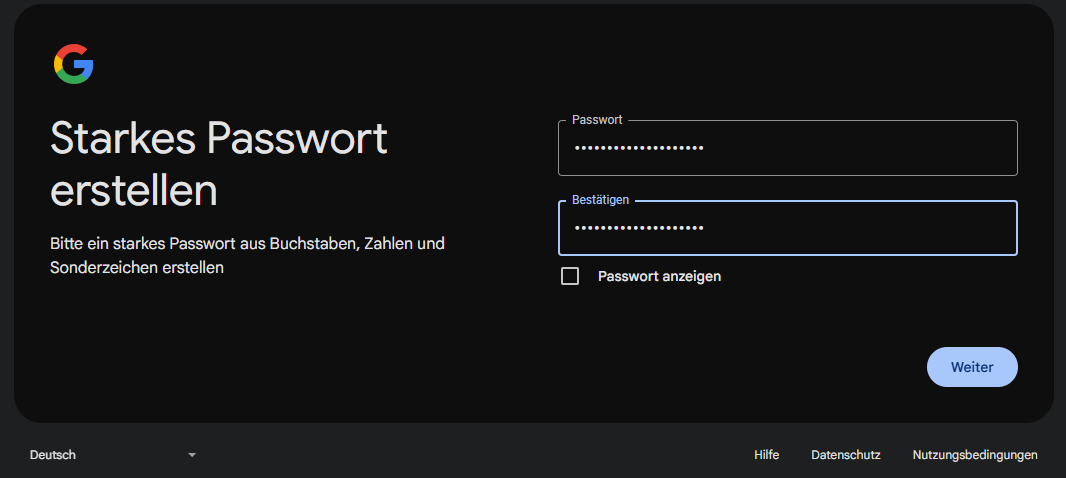 Starkes Passwort
erstellen
Bitte ein starkes Passwort aus Buchstaben, Zahlen und
Sonderzeichen erstellen
Passwort
••••••••••••••••••••
Bestätigen
••••••••••••••••••••
Passwort anzeigen
Weiter
Deutsch
Hilfe
Datenschutz
Nutzungsbedingungen